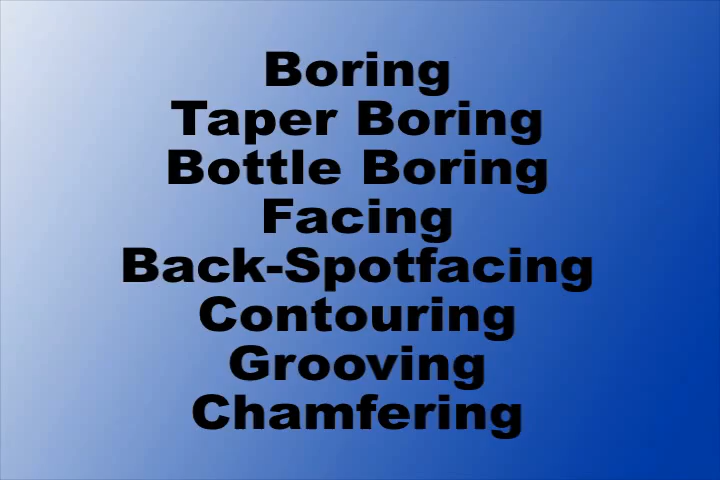 Boring
Taper Boring
Bottle Boring
Facing
Back-Spotfacing
Contouring
Grooving
Chamfering